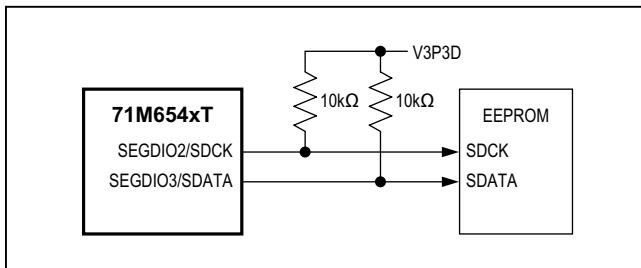 V3P3D
10kΩ 10kΩ
71M654xT
EEPROM
SEGDIO2/SDCK SDCK
SEGDIO3/SDATA SDATA